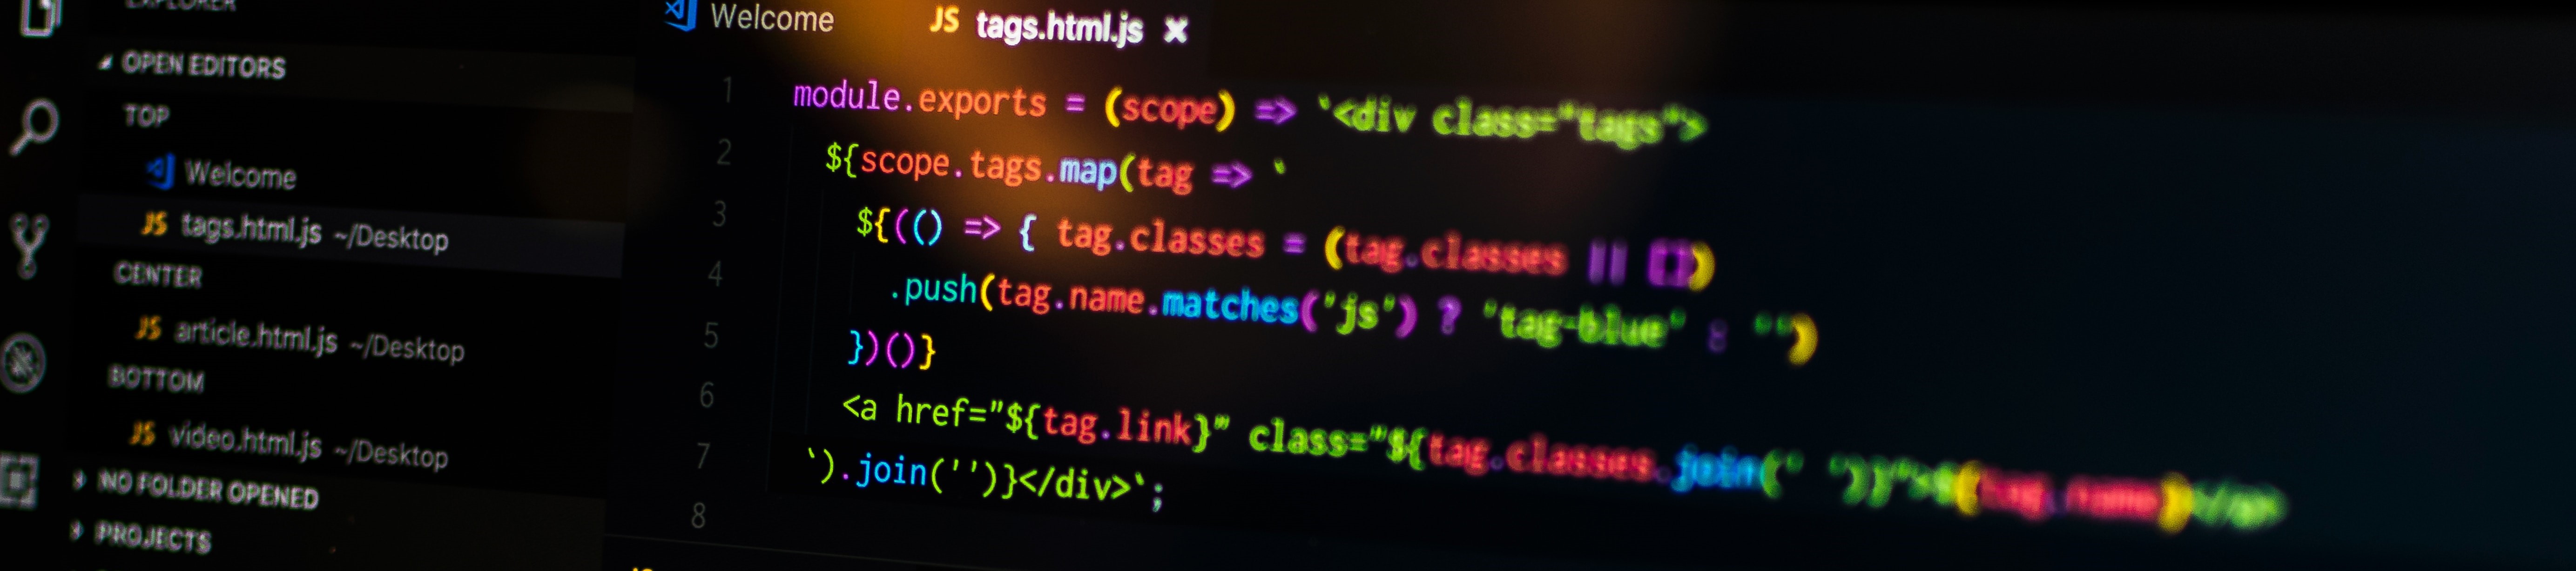 EXPLORER
OPEN EDITORS
TOP
Welcome
JS tags.html.js ~/Desktop
CENTER
JS article.html.js ~/Desktop
BOTTOM
JS video.html.js ~/Desktop
NO FOLDER OPENED
PROJECTS
Welcome JS tags.html.js
1 module.exports = (scope) => `<div class="tags">
2 ${scope.tags.map(tag => `
3 ${(() => { tag.classes = (tag.classes || [])
4 .push(tag.name.matches('js') ? 'tag-blue' : '')
5 })()}
6 <a href="${tag.link}" class="${tag.classes.join(' ')}">${tag.name}</a>
7 `).join('')}</div>`;
8